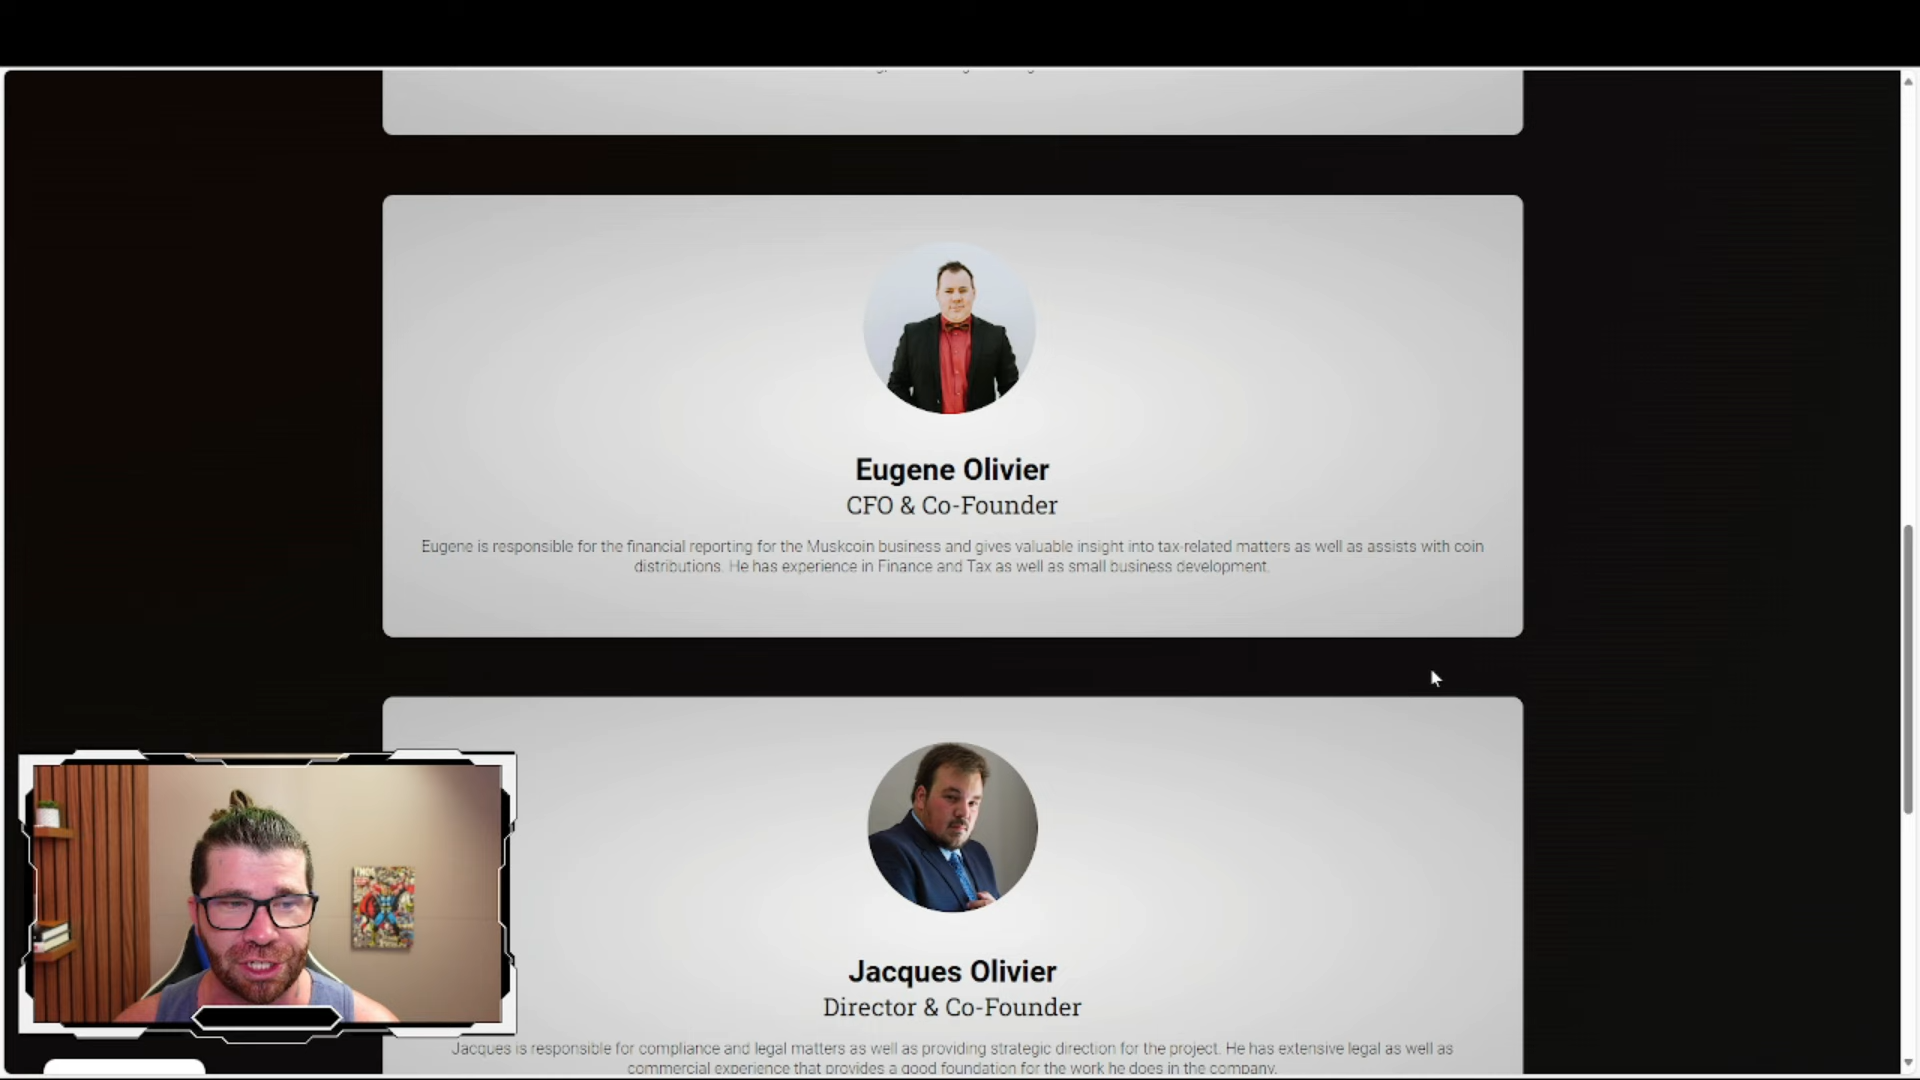 Eugene Olivier
CFO & Co-Founder
Eugene is responsible for the financial reporting for the Muskcoin business and gives valuable insight into tax-related matters as well as assists with coin
distributions. He has experience in Finance and Tax as well as small business development.
Jacques Olivier
Director & Co-Founder
Jacques is responsible for compliance and legal matters as well as providing strategic direction for the project. He has extensive legal as well as
commercial experience that provides a good foundation for the work he does in the company.